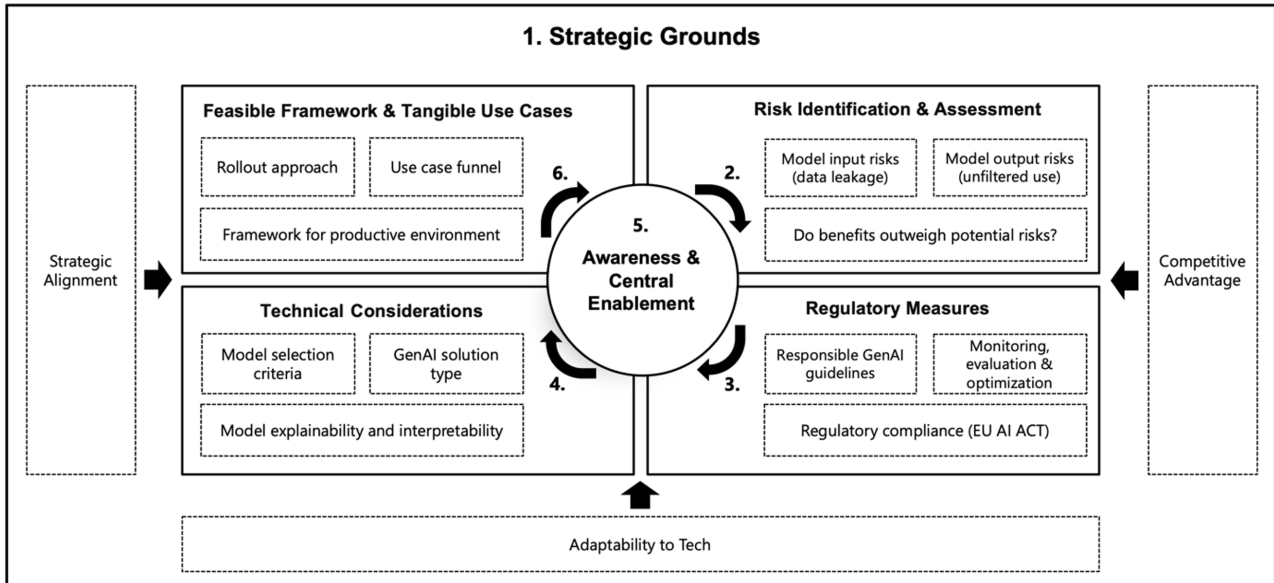 1. Strategic Grounds
Strategic
Alignment
Feasible Framework & Tangible Use Cases
Rollout approach
Use case funnel
Framework for productive environment
6.
Risk Identification & Assessment
2.
Model input risks
(data leakage)
Model output risks
(unfiltered use)
Do benefits outweigh potential risks?
5.
Awareness &
Central
Enablement
Technical Considerations
Model selection
criteria
GenAI solution
type
4.
Model explainability and interpretability
Regulatory Measures
3.
Responsible GenAI
guidelines
Monitoring,
evaluation &
optimization
Regulatory compliance (EU AI ACT)
Competitive
Advantage
Adaptability to Tech